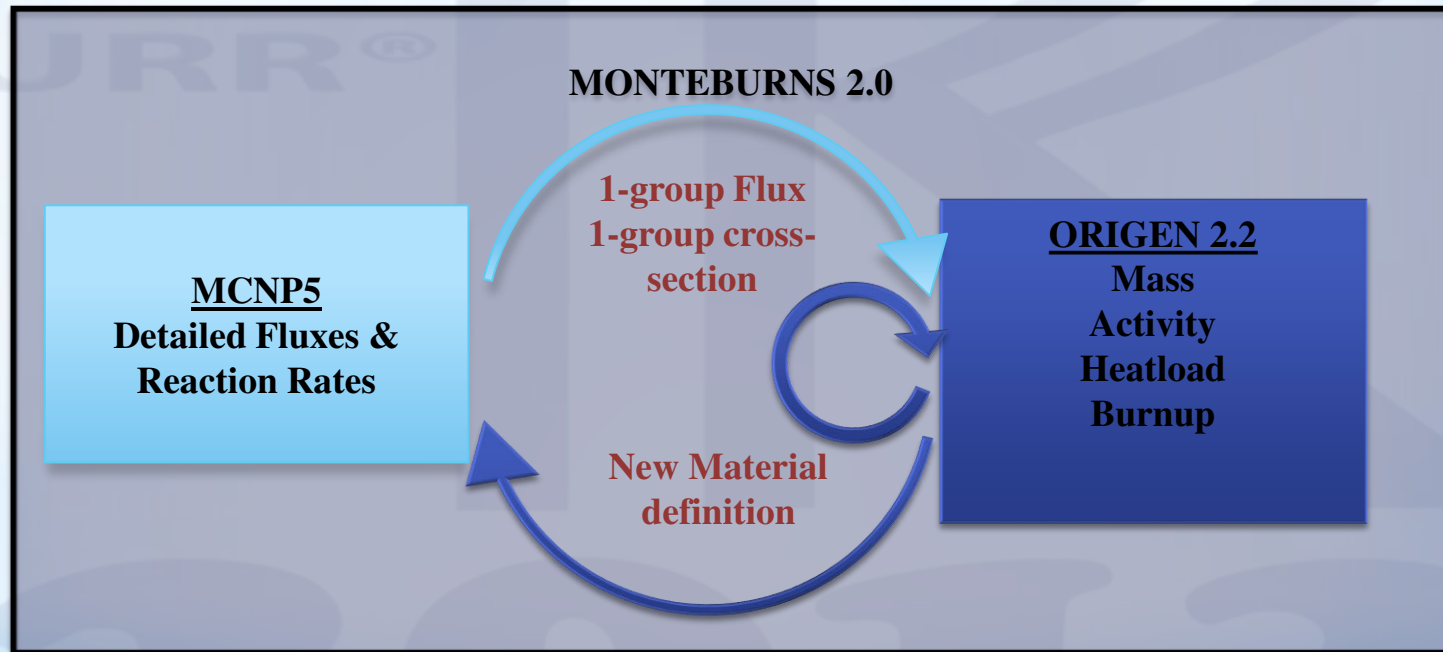 URR®
MONTEBURNS 2.0
1-group Flux
1-group cross-
section
MCNP5
Detailed Fluxes &
Reaction Rates
ORIGEN 2.2
Mass
Activity
Heatload
Burnup
New Material
definition